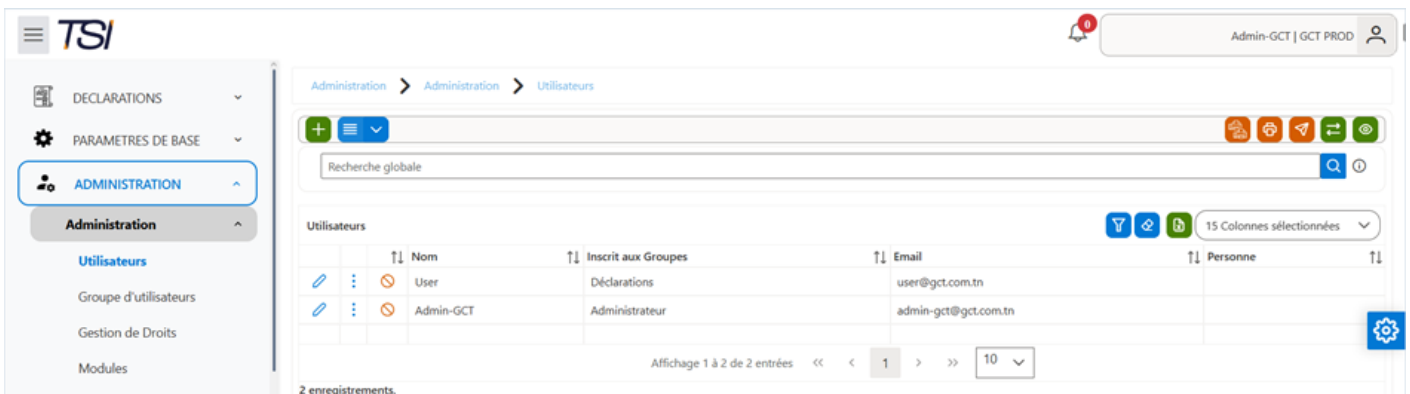 TSI
0
Admin-GCT | GCT PROD
DECLARATIONS
PARAMETRES DE BASE
ADMINISTRATION
Administration
Utilisateurs
Groupe d'utilisateurs
Gestion de Droits
Modules
Administration Administration Utilisateurs
Recherche globale
Utilisateurs
15 Colonnes sélectionnées
Nom Inscrit aux Groupes Email Personne
User Déclarations user@gct.com.tn
Admin-GCT Administrateur admin-gct@gct.com.tn
Affichage 1 à 2 de 2 entrées << < 1 > >> 10
2 enregistrements.